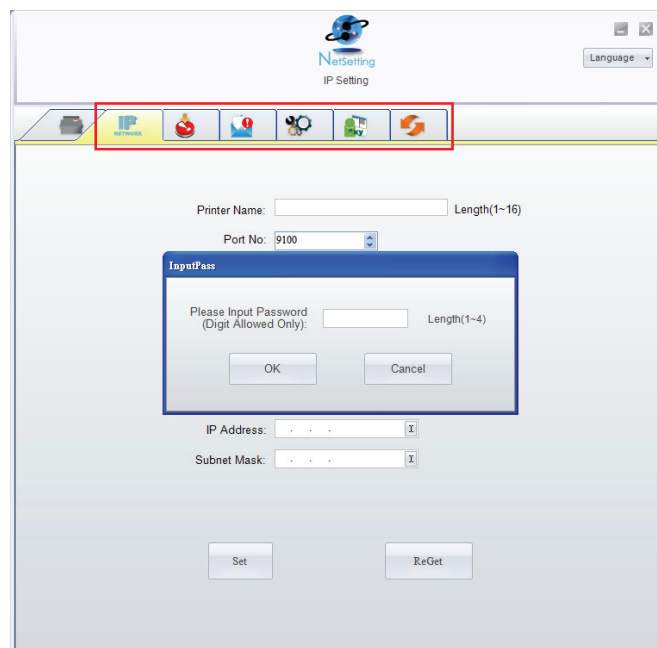 NetSetting
Language
IP Setting
IP
NETWORK
xy
Printer Name:
Length(1~16)
Port No: 9100
InputPass
Please Input Password
(Digit Allowed Only):
Length(1~4)
OK
Cancel
IP Address: . . .
X
Subnet Mask: . . .
X
Set
ReGet